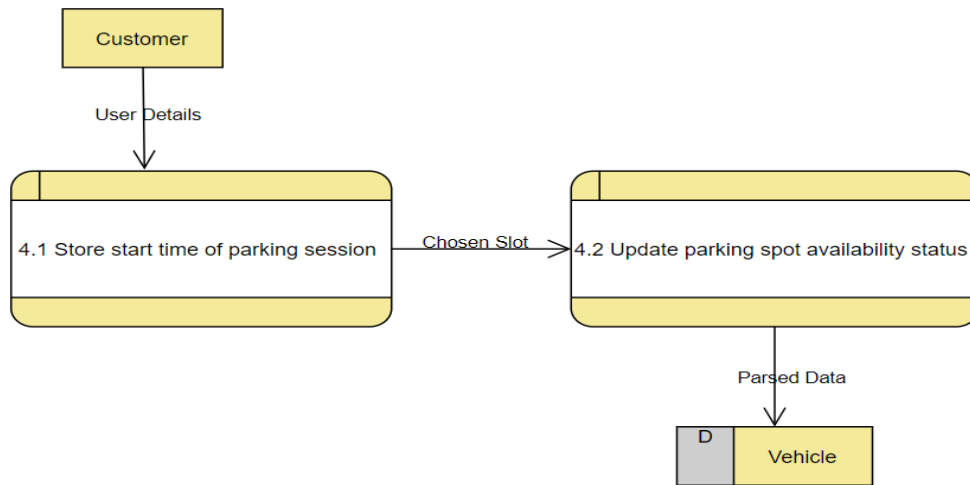 Customer
User Details
4.1 Store start time of parking session
Chosen Slot
4.2 Update parking spot availability status
Parsed Data
D
Vehicle